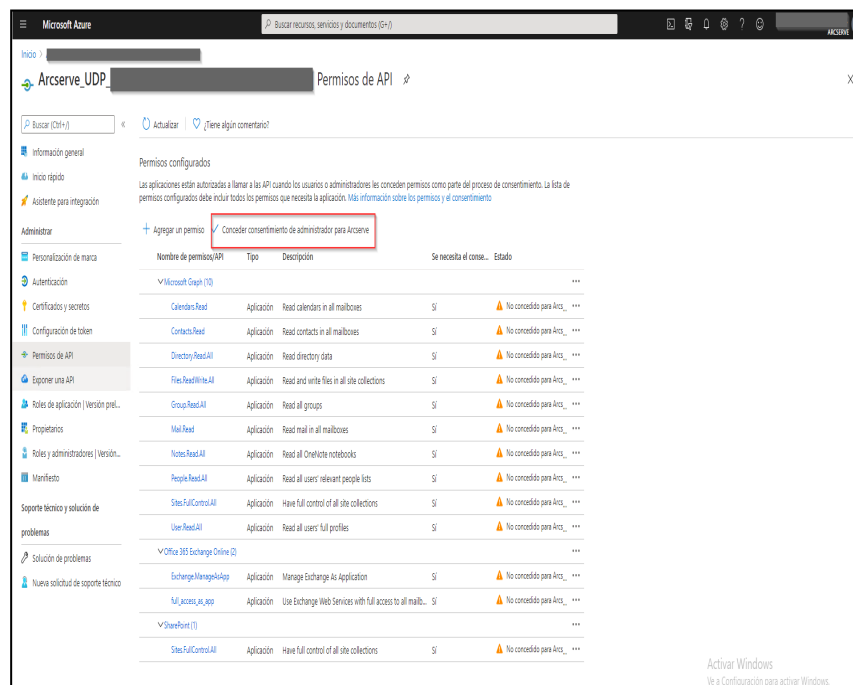 Microsoft Azure
Buscar recursos, servicios y documentos (G+/)
ARCSERVE
Inicio >
Arcserve_UDP_ Permisos de API
Buscar (Ctrl+/)
Actualizar
¿Tiene algún comentario?
Información general
Inicio rápido
Asistente para integración
Administrar
Personalización de marca
Autenticación
Certificados y secretos
Configuración de token
Permisos de API
Exponer una API
Roles de aplicación | Versión prel...
Propietarios
Roles y administradores | Versión...
Manifiesto
Soporte técnico y solución de
problemas
Solución de problemas
Nueva solicitud de soporte técnico
Permisos configurados
Las aplicaciones están autorizadas a llamar a las API cuando los usuarios o administradores les conceden permisos como parte del proceso de consentimiento. La lista de
permisos configurados debe incluir todos los permisos que necesita la aplicación. Más información sobre los permisos y el consentimiento
Agregar un permiso
Conceder consentimiento de administrador para Arcserve
Nombre de permisos/API Tipo Descripción Se necesita el conse... Estado
Microsoft Graph (10) ...
Calendars.Read Aplicación Read calendars in all mailboxes Sí No concedido para Arcs_ ...
Contacts.Read Aplicación Read contacts in all mailboxes Sí No concedido para Arcs_ ...
Directory.Read.All Aplicación Read directory data Sí No concedido para Arcs_ ...
Files.ReadWrite.All Aplicación Read and write files in all site collections Sí No concedido para Arcs_ ...
Group.Read.All Aplicación Read all groups Sí No concedido para Arcs_ ...
Mail.Read Aplicación Read mail in all mailboxes Sí No concedido para Arcs_ ...
Notes.Read.All Aplicación Read all OneNote notebooks Sí No concedido para Arcs_ ...
People.Read.All Aplicación Read all users' relevant people lists Sí No concedido para Arcs_ ...
Sites.FullControl.All Aplicación Have full control of all site collections Sí No concedido para Arcs_ ...
User.Read.All Aplicación Read all users' full profiles Sí No concedido para Arcs_ ...
Office 365 Exchange Online (2) ...
Exchange.ManageAsApp Aplicación Manage Exchange As Application Sí No concedido para Arcs_ ...
full_access_as_app Aplicación Use Exchange Web Services with full access to all mailb... Sí No concedido para Arcs_ ...
SharePoint (1) ...
Sites.FullControl.All Aplicación Have full control of all site collections Sí No concedido para Arcs_ ...
Activar Windows
Ve a Configuración para activar Windows.